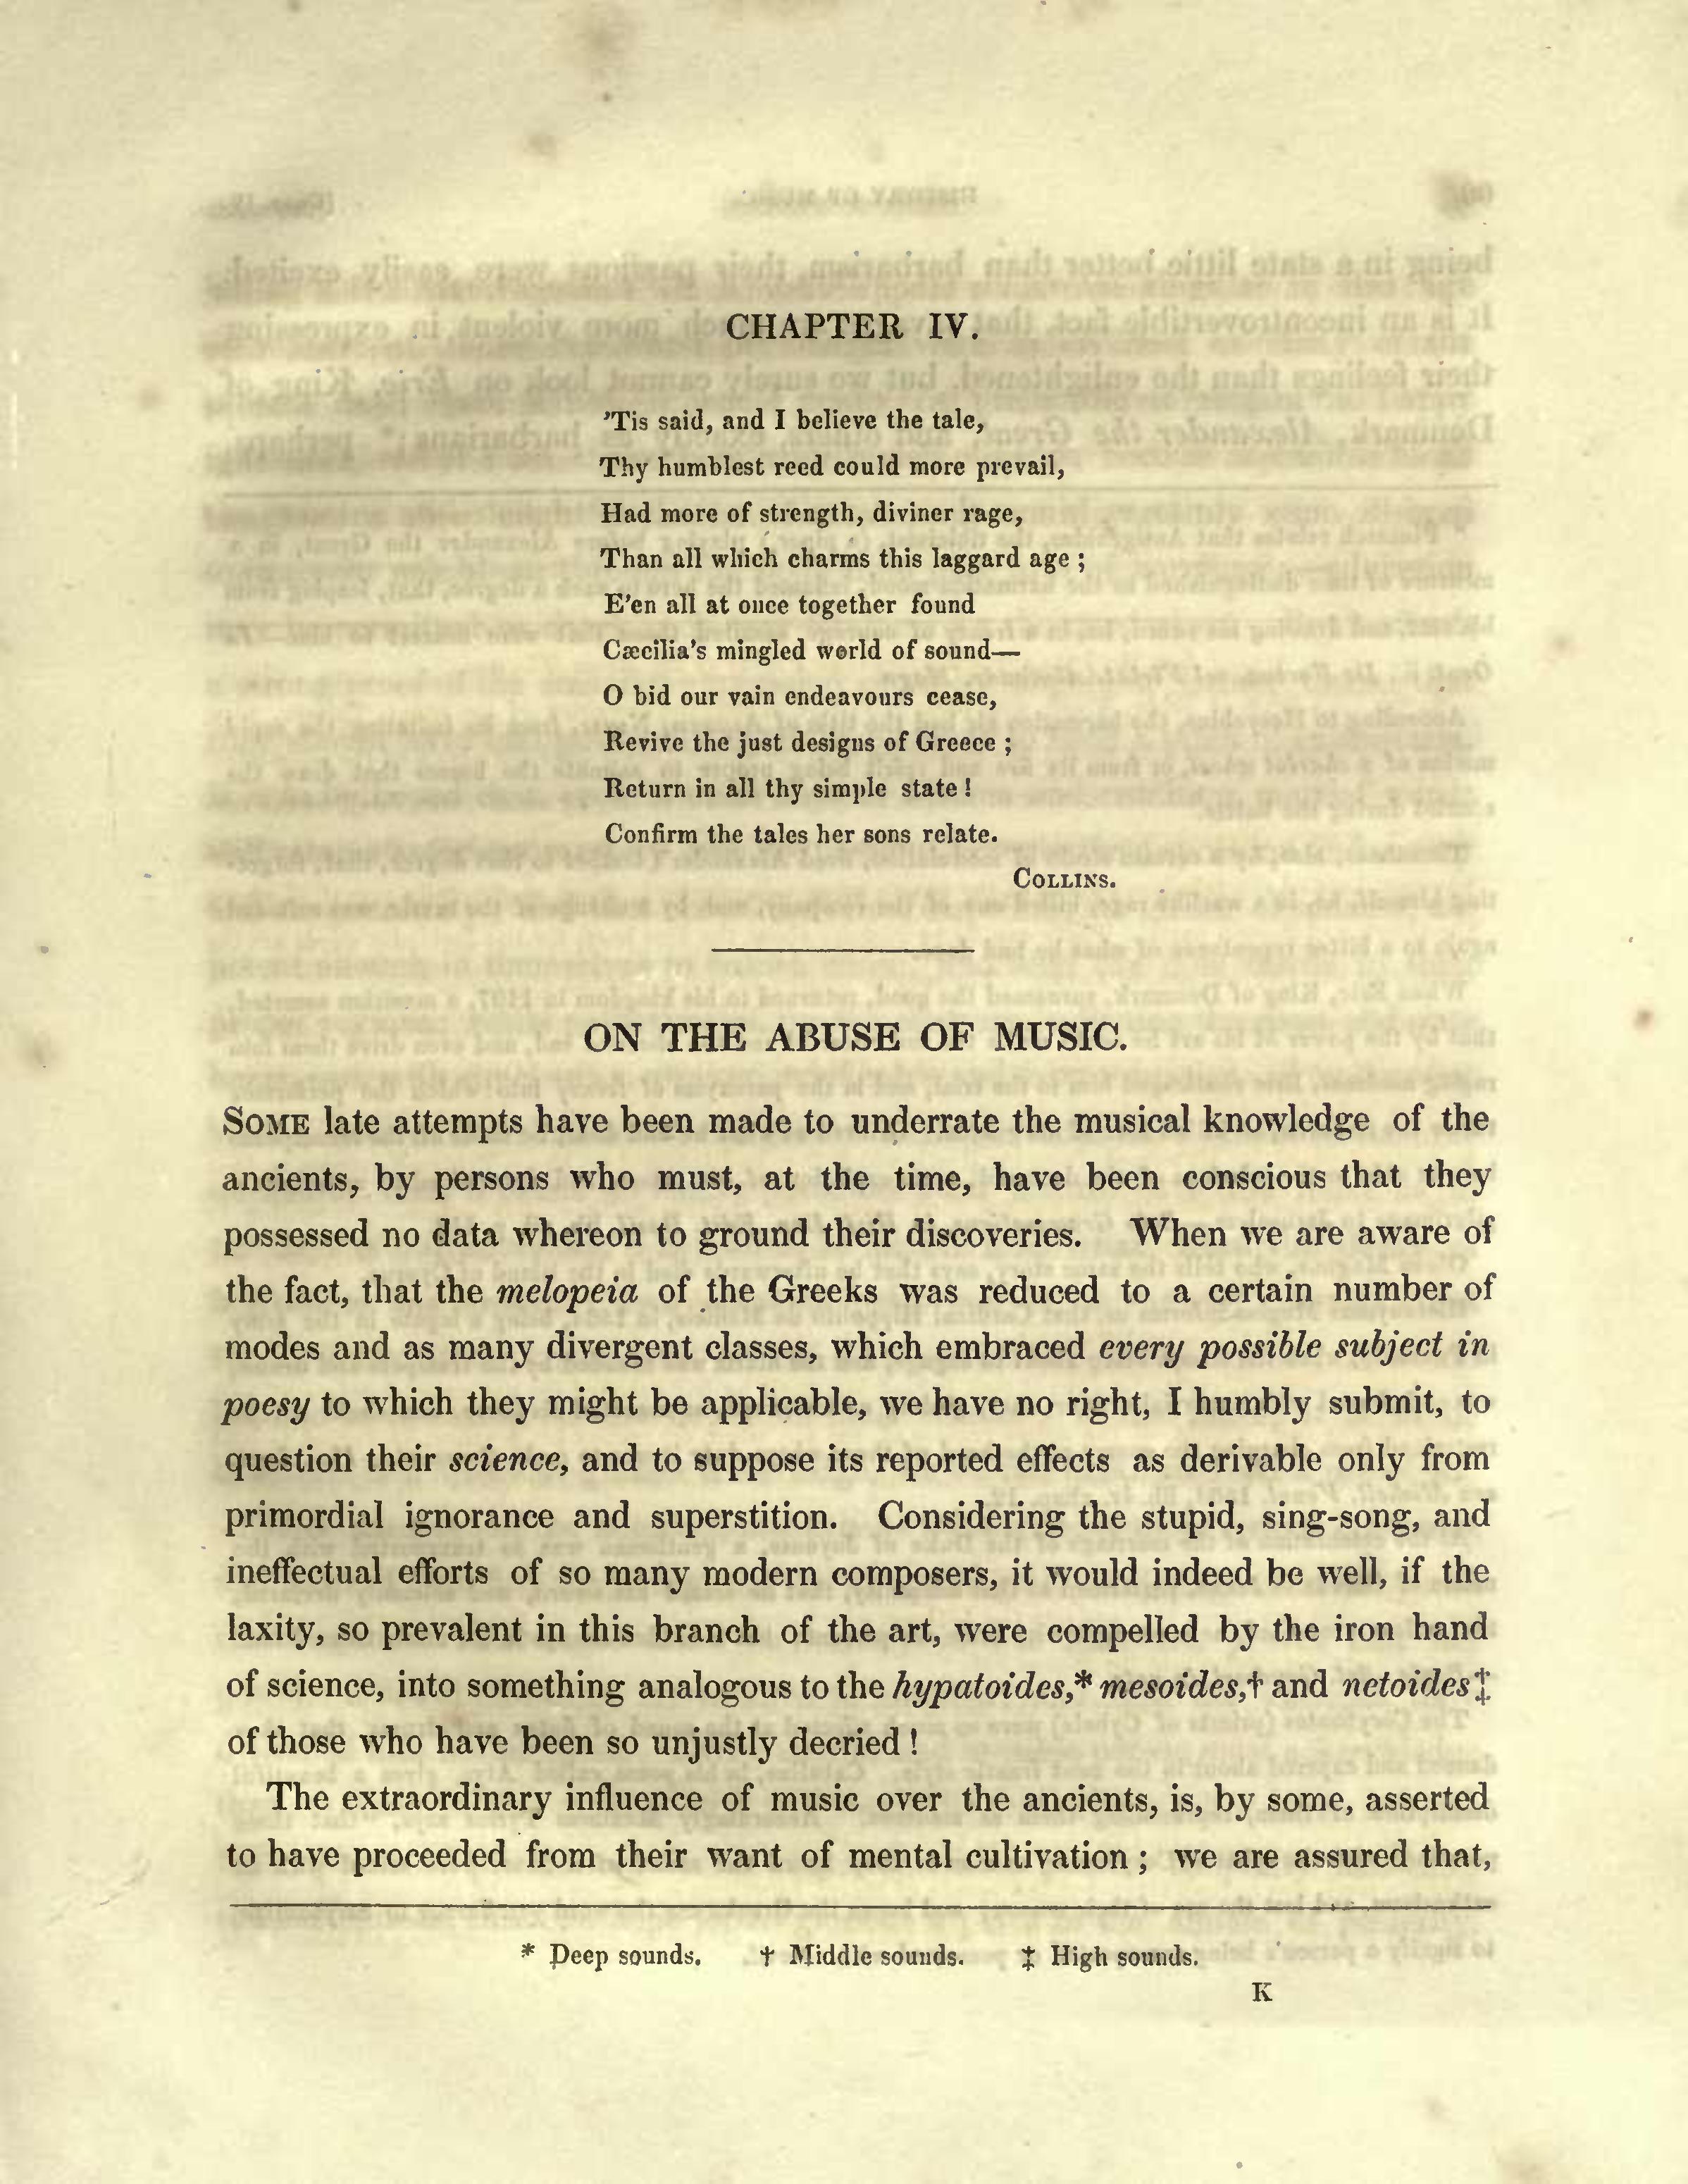 CHAPTER IV.
’Tis said, and I believe the tale,
Thy humblest reed could more prevail,
Had more of strength, diviner rage,
Than all which charms this laggard age ;
E’en all at once together found
Cæcilia’s mingled world of sound—
O bid our vain endeavours cease,
Revive the just designs of Greece ;
Return in all thy simple state !
Confirm the tales her sons relate.
COLLINS.
ON THE ABUSE OF MUSIC.
SOME late attempts have been made to underrate the musical knowledge of the
ancients, by persons who must, at the time, have been conscious that they
possessed no data whereon to ground their discoveries. When we are aware of
the fact, that the melopeia of the Greeks was reduced to a certain number of
modes and as many divergent classes, which embraced every possible subject in
poesy to which they might be applicable, we have no right, I humbly submit, to
question their science, and to suppose its reported effects as derivable only from
primordial ignorance and superstition. Considering the stupid, sing-song, and
ineffectual efforts of so many modern composers, it would indeed be well, if the
laxity, so prevalent in this branch of the art, were compelled by the iron hand
of science, into something analogous to the hypatoides,* mesoides,† and netoides‡
of those who have been so unjustly decried !
The extraordinary influence of music over the ancients, is, by some, asserted
to have proceeded from their want of mental cultivation ; we are assured that,
* Deep sounds. † Middle sounds. ‡ High sounds.
K